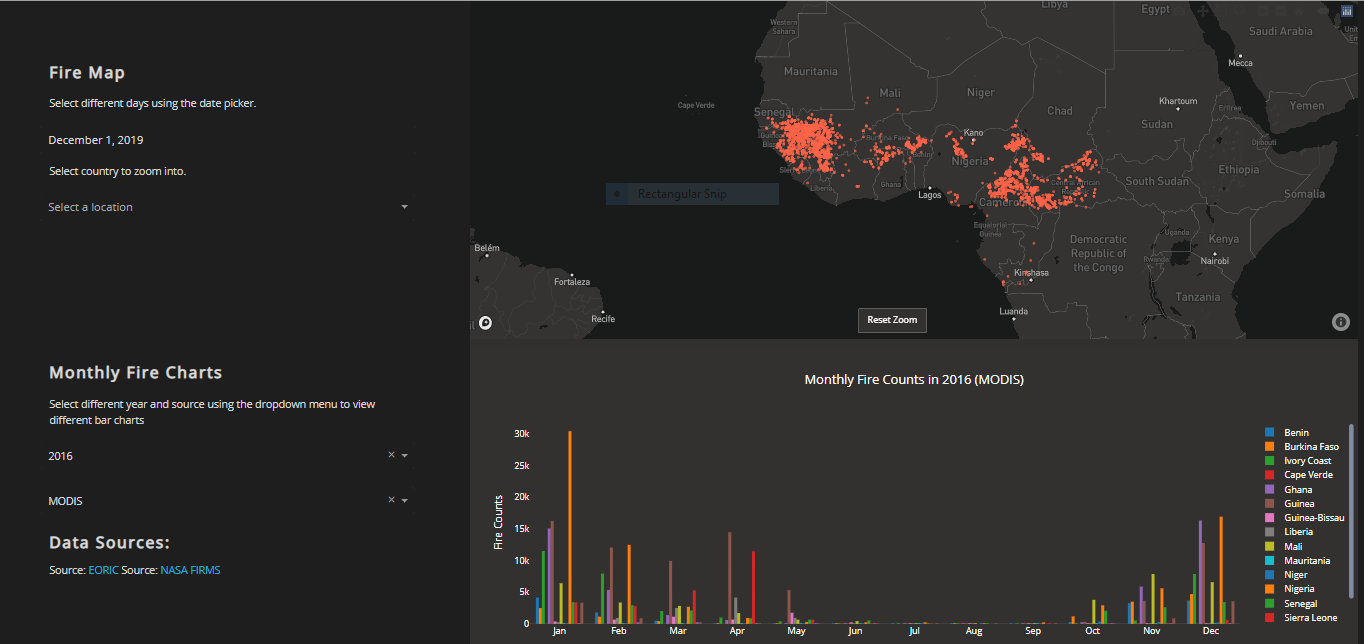 Fire Map
Select different days using the date picker.
December 1, 2019
Select country to zoom into.
Select a location
Monthly Fire Charts
Select different year and source using the dropdown menu to view
different bar charts
2016
MODIS
Data Sources:
Source: EORIC Source: NASA FIRMS
Libya
Egypt
Western
Sahara
Saudi Arabia
Mecca
Mauritania
Mali
Niger
Chad
Cape Verde
Khartoum
Sudan
Eritrea
Yemen
Senegal
Kano
Burkina Faso
Djibouti
Nigeria
Ethiopia
Ghana
Liberia
Lagos
Central African
South Sudan
Somalia
Rectangular Snip
Cameroon
Equatorial
Guinea
Uganda
Kenya
Democratic
Republic of
the Congo
Rwanda
Nairobi
Kinshasa
Belém
Fortaleza
Recife
Tanzania
Luanda
Reset Zoom
Monthly Fire Counts in 2016 (MODIS)
Fire Counts
30k
25k
20k
15k
10k
5k
0
Jan Feb Mar Apr May Jun Jul Aug Sep Oct Nov Dec
Benin
Burkina Faso
Ivory Coast
Cape Verde
Ghana
Guinea
Guinea-Bissau
Liberia
Mali
Mauritania
Niger
Nigeria
Senegal
Sierra Leone